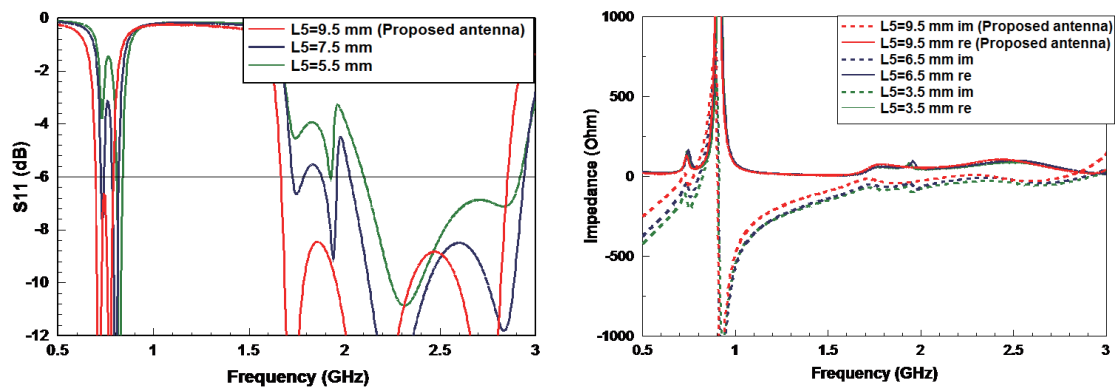 0
-2
-4
-6
-8
-10
-12
S11 (dB)
L5=9.5 mm (Proposed antenna)
L5=7.5 mm
L5=5.5 mm
0.5
1
1.5
2
2.5
3
Frequency (GHz)
1000
500
0
-500
-1000
Impedance (Ohm)
L5=9.5 mm im (Proposed antenna)
L5=9.5 mm re (Proposed antenna)
L5=6.5 mm im
L5=6.5 mm re
L5=3.5 mm im
L5=3.5 mm re
0.5
1
1.5
2
2.5
3
Frequency (GHz)